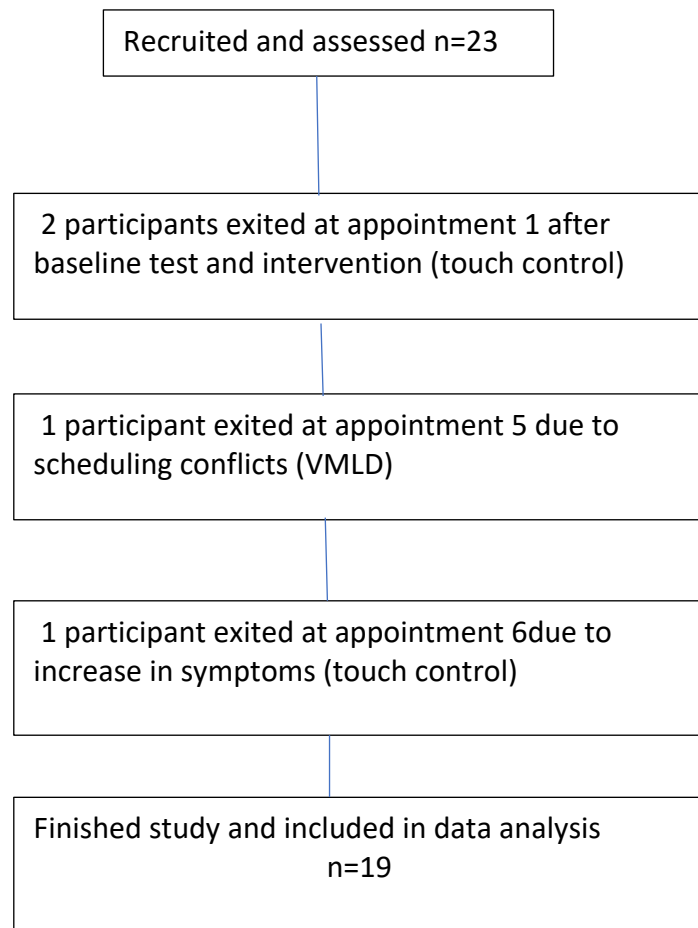 Recruited and assessed n=23
2 participants exited at appointment 1 after
baseline test and intervention (touch control)
1 participant exited at appointment 5 due to
scheduling conflicts (VMLD)
1 participant exited at appointment 6due to
increase in symptoms (touch control)
Finished study and included in data analysis
n=19